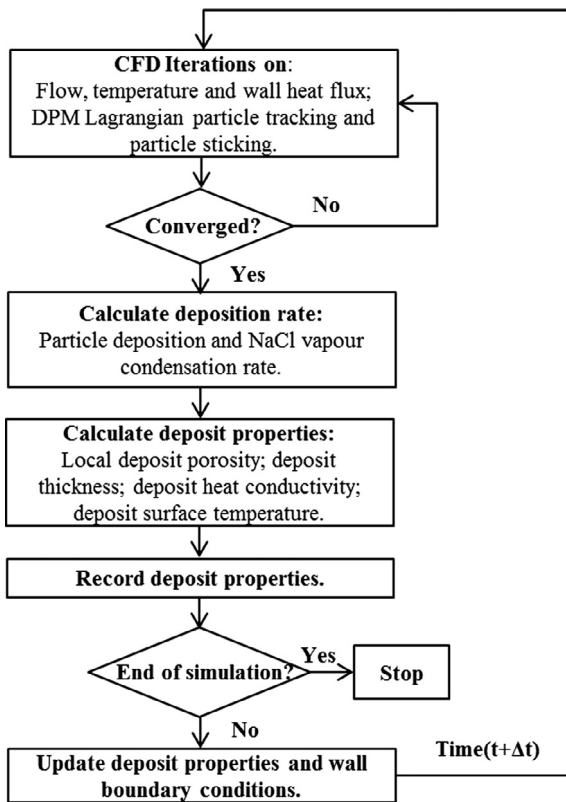 CFD Iterations on:
Flow, temperature and wall heat flux;
DPM Lagrangian particle tracking and
particle sticking.
No
Converged?
Yes
Calculate deposition rate:
Particle deposition and NaCl vapour
condensation rate.
Calculate deposit properties:
Local deposit porosity; deposit
thickness; deposit heat conductivity;
deposit surface temperature.
Record deposit properties.
End of simulation?
Yes
Stop
No
Time(t+Δt)
Update deposit properties and wall
boundary conditions.